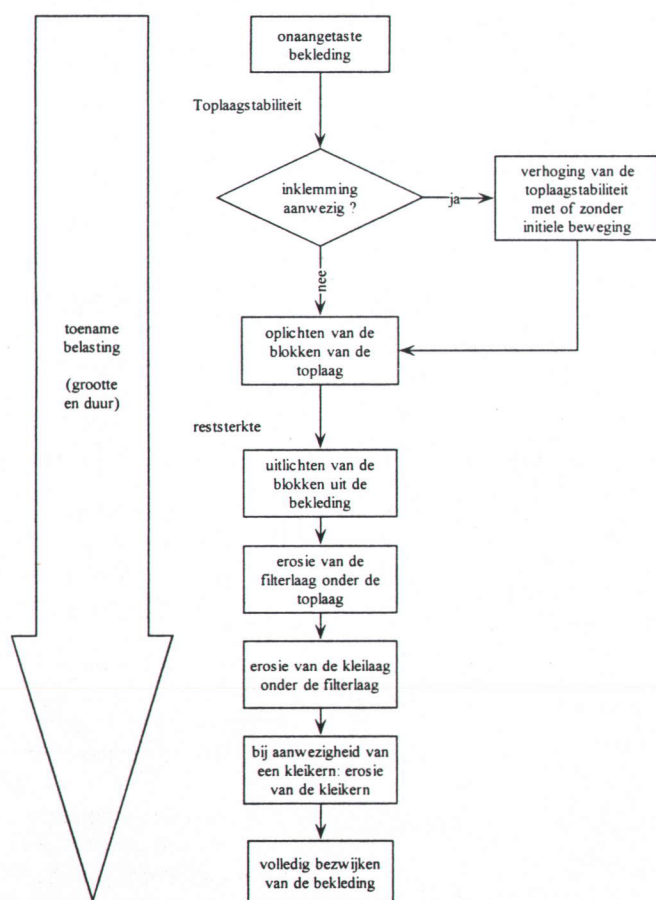 onaangetaste
bekleding
Toplaagstabiliteit
inklemming
aanwezig ?
ja
verhoging van de
toplaagstabiliteit
met of zonder
initiele beweging
nee
toename
belasting
(grootte
en duur)
oplichten van de
blokken van de
toplaag
reststerkte
uitlichten van de
blokken uit de
bekleding
erosie van de
filterlaag onder de
toplaag
erosie van de kleilaag
onder de filterlaag
bij aanwezigheid van
een kleikern: erosie
van de kleikern
volledig bezwijken
van de bekleding